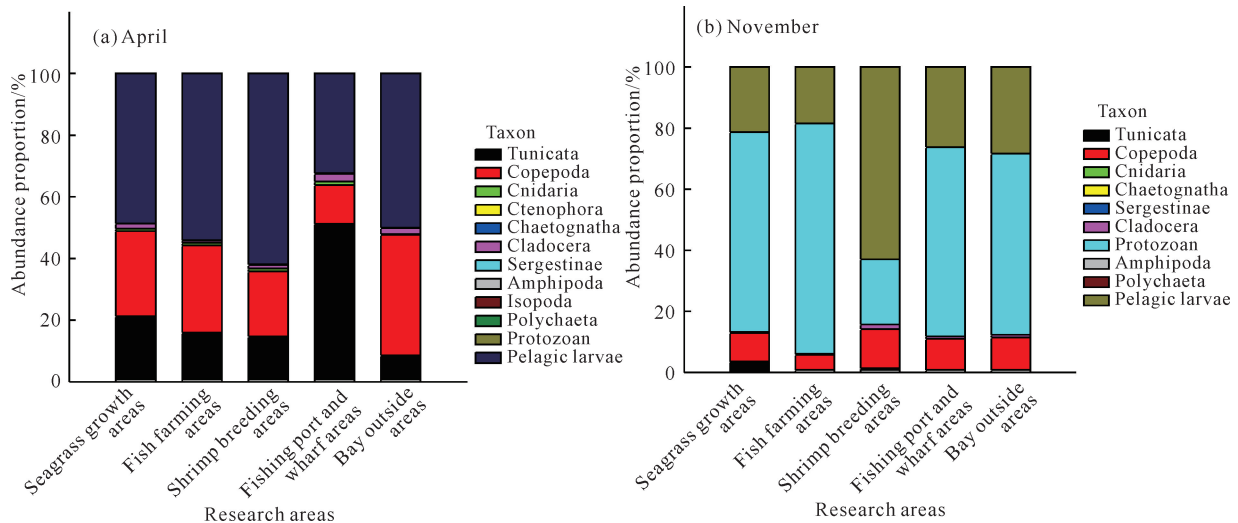 (a) April
Abundance proportion/%
100
80
60
40
20
0
Seagrass growth
areas
Fish farming
areas
Shrimp breeding
areas
Fishing port and
wharf areas
Bay outside
areas
Research areas
Taxon
Tunicata
Copepoda
Cnidaria
Ctenophora
Chaetognatha
Cladocera
Sergestinae
Amphipoda
Isopoda
Polychaeta
Protozoan
Pelagic larvae
(b) November
Abundance proportion/%
100
80
60
40
20
0
Seagrass growth
areas
Fish farming
areas
Shrimp breeding
areas
Fishing port and
wharf areas
Bay outside
areas
Research areas
Taxon
Tunicata
Copepoda
Cnidaria
Chaetognatha
Sergestinae
Cladocera
Protozoan
Amphipoda
Polychaeta
Pelagic larvae